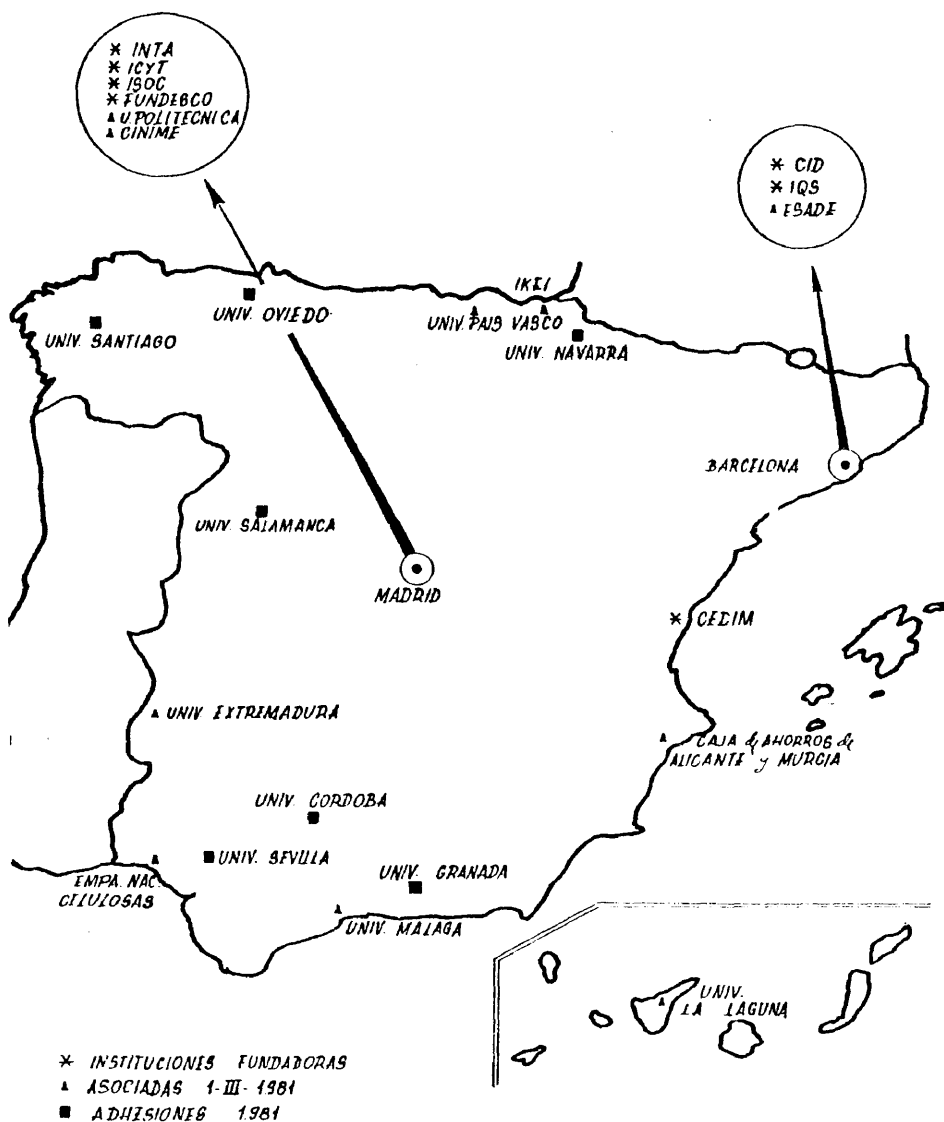 * INTA
* ICYT
* ISOC
* FUNDESCO
▲ U. POLITECNICA
▲ CINIME
* CID
* IQS
▲ ESADE
IKEI
UNIV. OVIEDO
UNIV. PAIS VASCO
UNIV. SANTIAGO
UNIV. NAVARRA
BARCELONA
UNIV. SALAMANCA
MADRID
* CEDIM
▲ UNIV. EXTREMADURA
CAJA de AHORROS de
ALICANTE y MURCIA
UNIV. CORDOBA
■ UNIV. SEVILLA
UNIV. GRANADA
EMPA. NAC.
CELULOSAS
UNIV. MALAGA
UNIV.
LA LAGUNA
* INSTITUCIONES FUNDADORAS
▲ ASOCIADAS 1-III-1981
■ ADHESIONES 1981